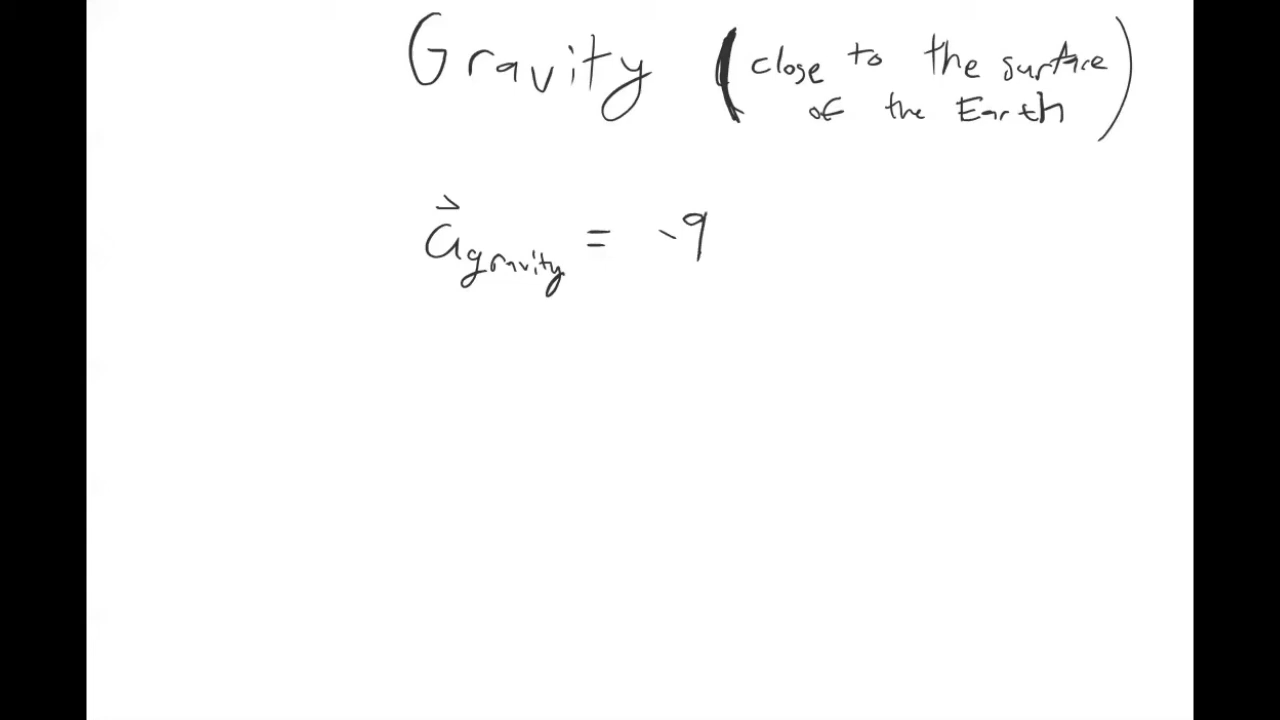 Gravity (close to the surface
of the Earth)
a⃗gravity = -9